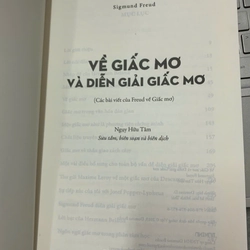 Sigmund Freud
VỀ GIẤC MƠ
VÀ DIỄN GIẢI GIẤC MƠ
(Các bài viết của Freud về Giấc mơ)
Ngụy Hữu Tâm
Sưu tầm, biên soạn và biên dịch